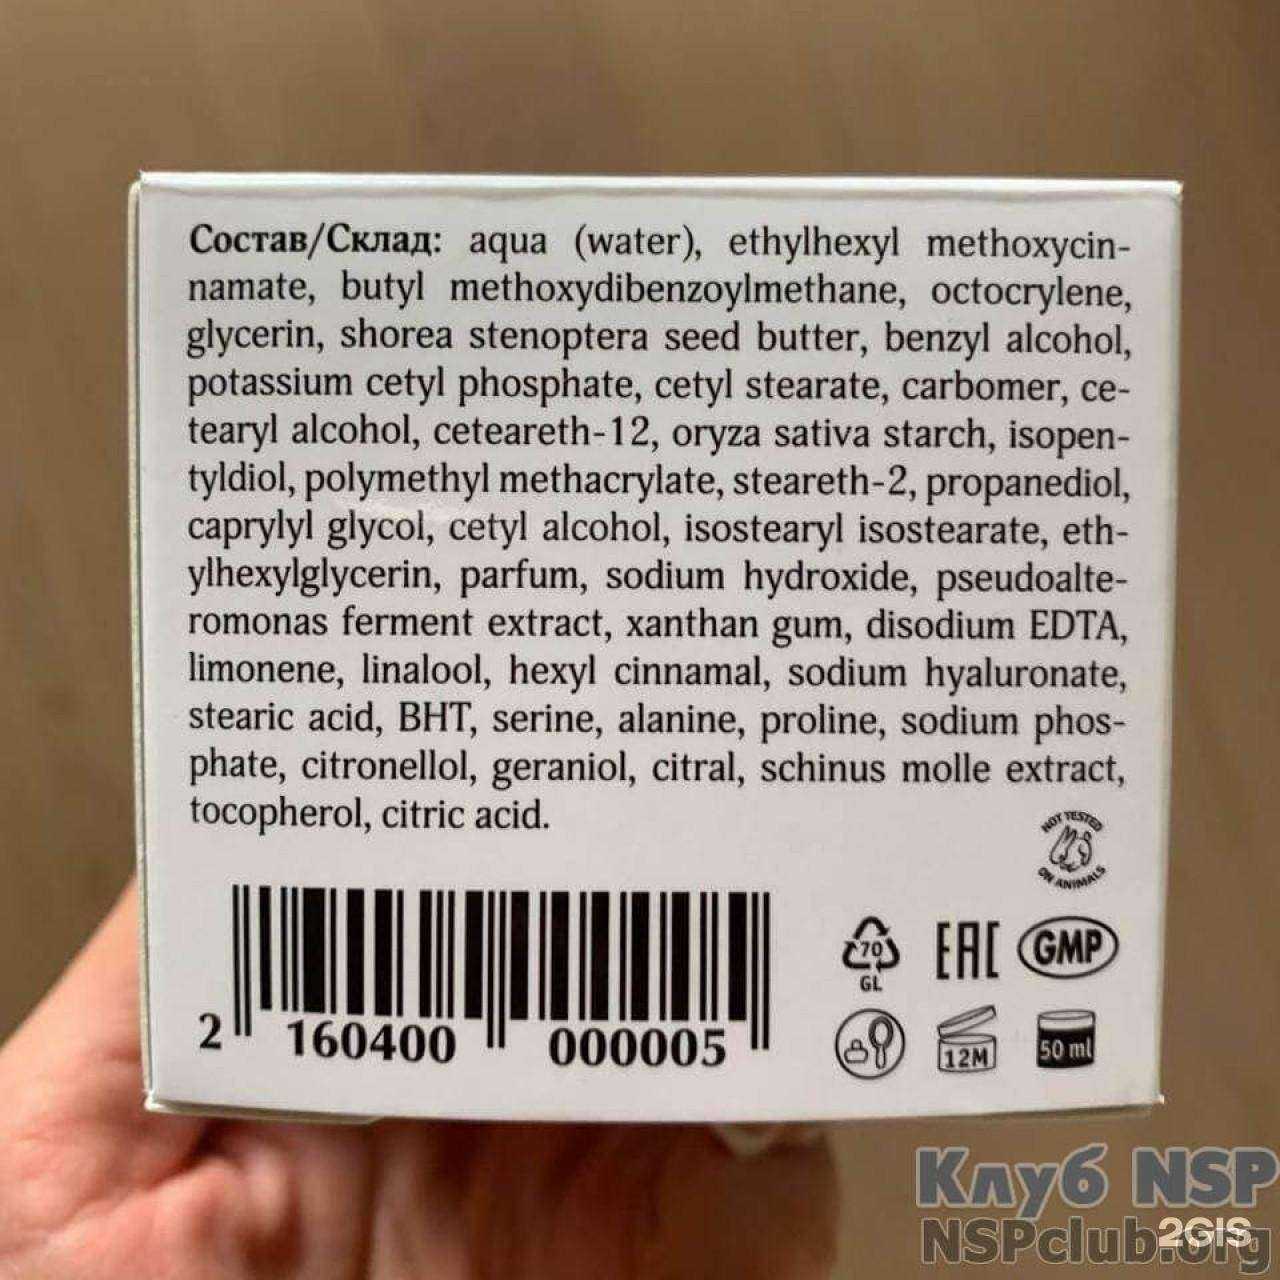 Состав/Склад: aqua (water), ethylhexyl methoxycin-
namate, butyl methoxydibenzoylmethane, octocrylene,
glycerin, shorea stenoptera seed butter, benzyl alcohol,
potassium cetyl phosphate, cetyl stearate, carbomer, ce-
tearyl alcohol, ceteareth-12, oryza sativa starch, isopen-
tyldiol, polymethyl methacrylate, steareth-2, propanediol,
caprylyl glycol, cetyl alcohol, isostearyl isostearate, eth-
ylhexylglycerin, parfum, sodium hydroxide, pseudoalte-
romonas ferment extract, xanthan gum, disodium EDTA,
limonene, linalool, hexyl cinnamal, sodium hyaluronate,
stearic acid, BHT, serine, alanine, proline, sodium phos-
phate, citronellol, geraniol, citral, schinus molle extract,
tocopherol, citric acid.
NOT TESTED
ON ANIMALS
70
GL
EAC
GMP
12M
50 ml
2 160400 000005
Клуб NSP
NSPclub.org
2GIS